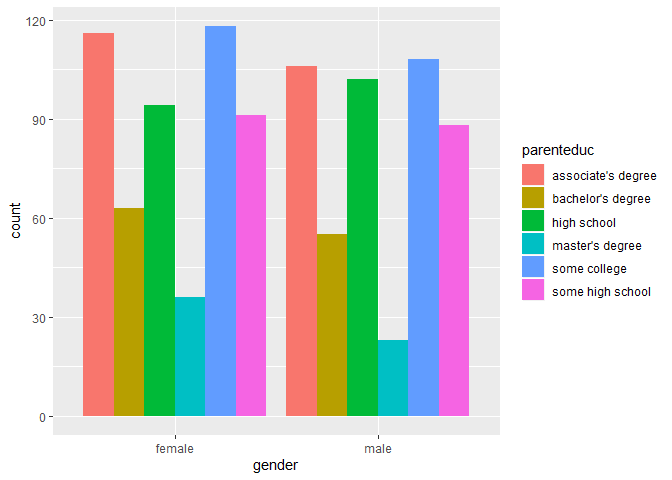 120
90
60
30
0
count
female
male
gender
parenteduc
associate's degree
bachelor's degree
high school
master's degree
some college
some high school